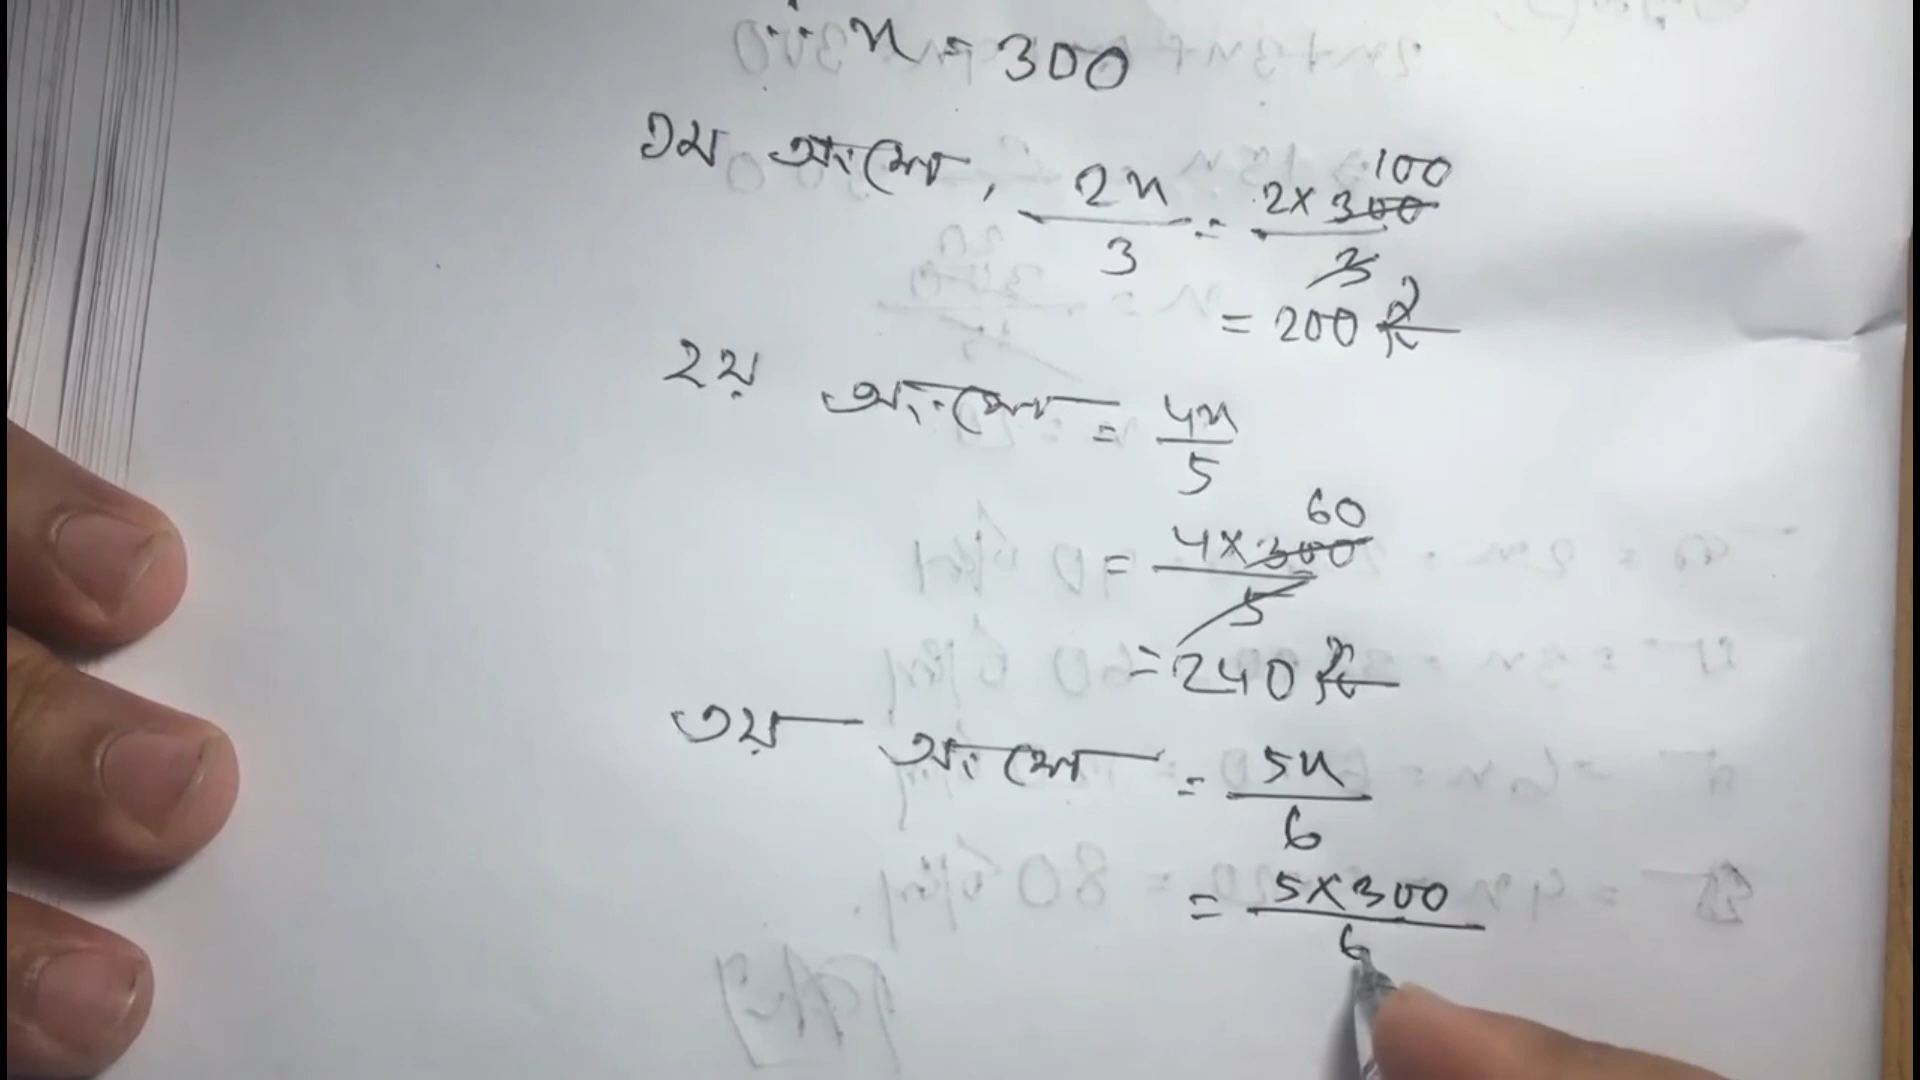 ∴ x = 300
১ম অংশে, 2x/3 = 2 × 300/3 100
= 200 টি
২য় অংশে = 4x/5
= 4 × 300/5 60
= 240 টি
৩য় অংশে = 5x/6
= 5 × 300/6